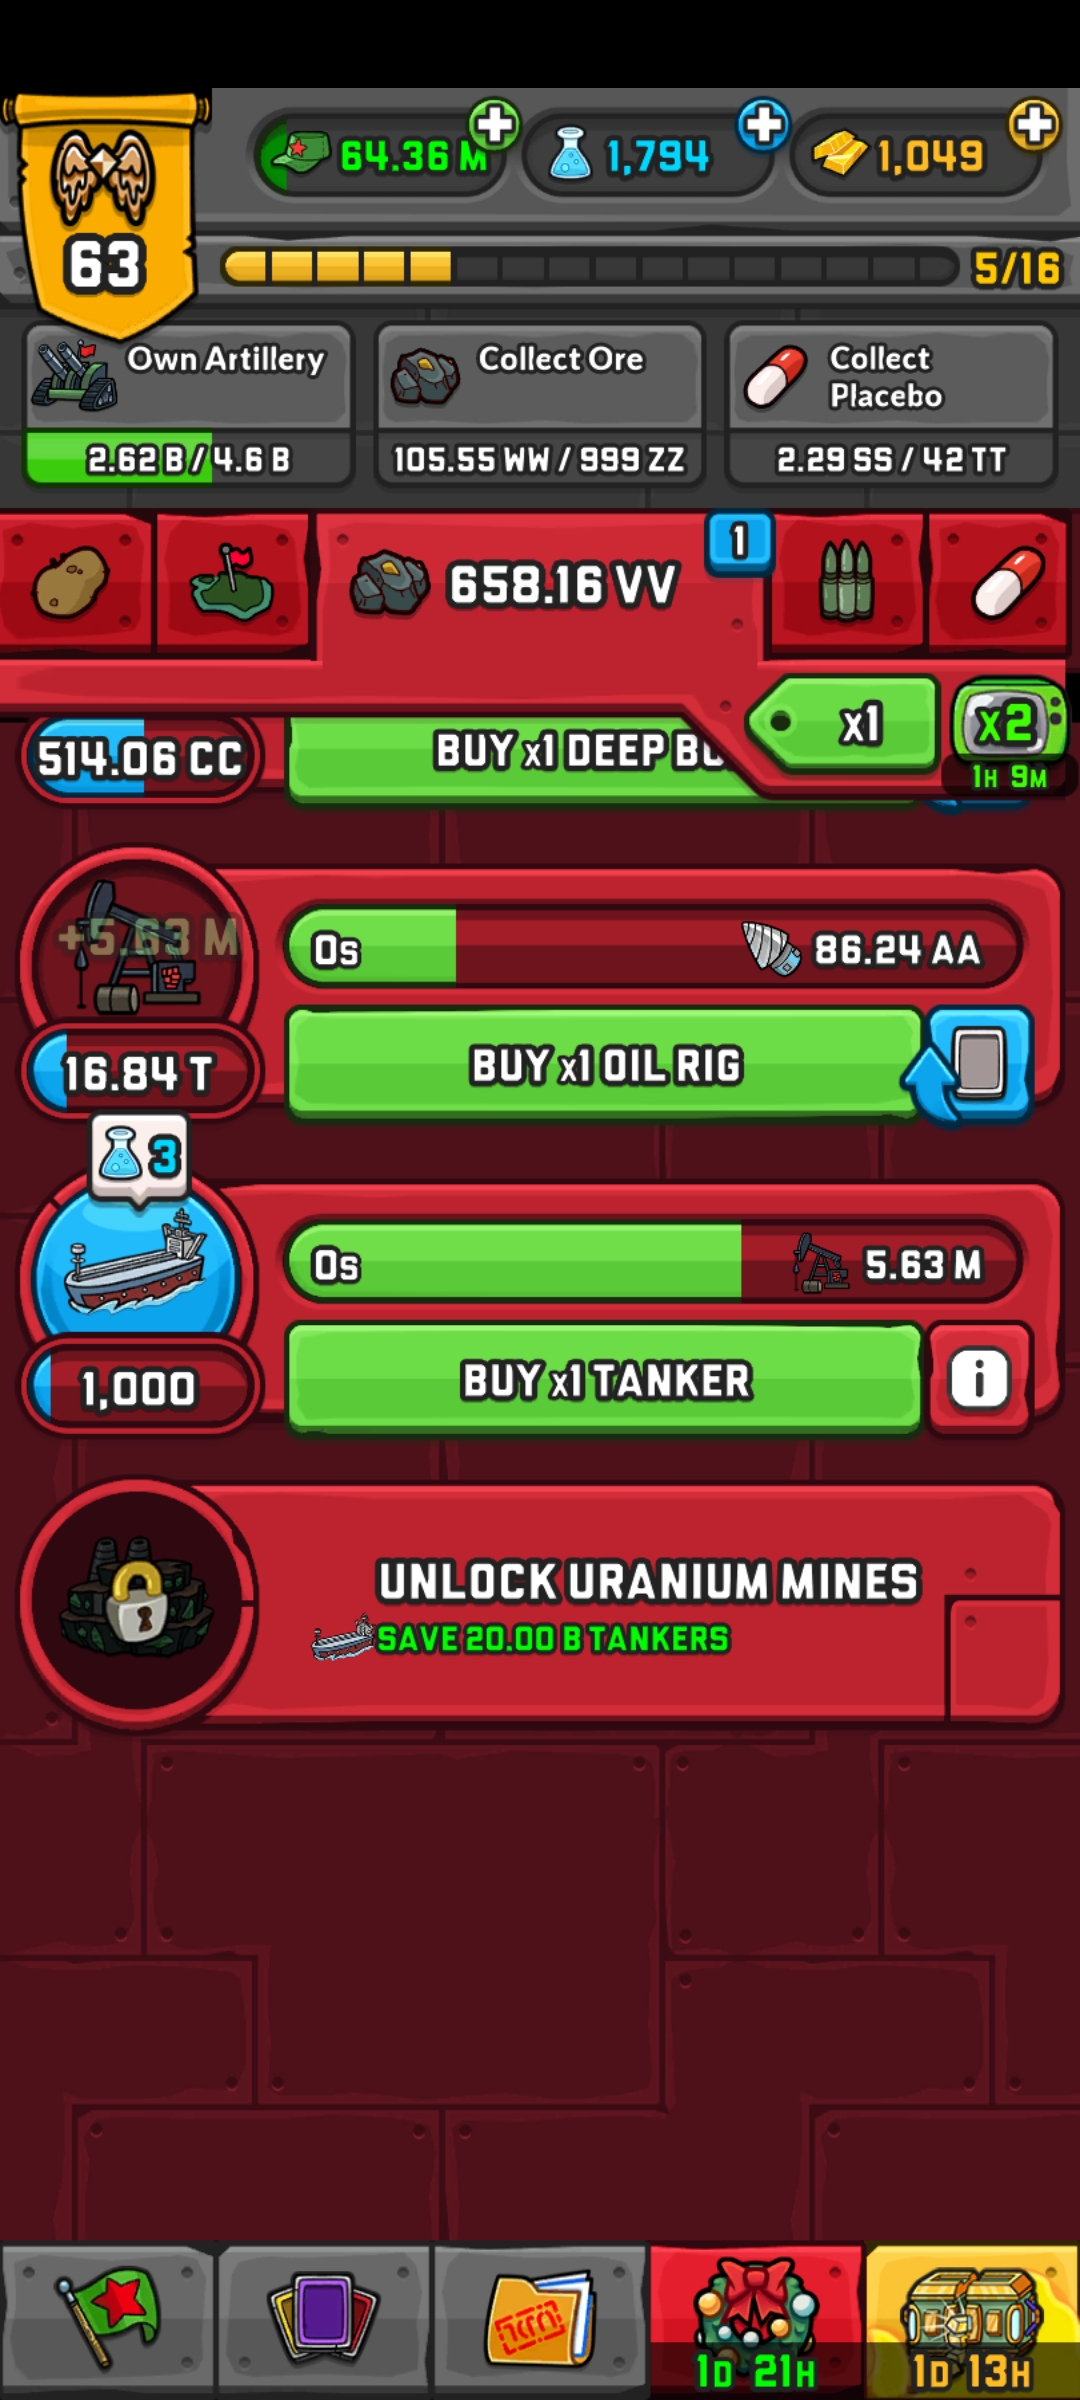 64.36 M
1,794
1,049
63
5/16
Own Artillery
2.62 B / 4.6 B
Collect Ore
105.55 WW / 999 ZZ
Collect
Placebo
2.29 SS / 42 TT
658.16 VV
1
x1
x2
1H 9M
514.06 CC
BUY x1 DEEP
+5.63 M
0s
86.24 AA
16.84 T
BUY x1 OIL RIG
3
0s
5.63 M
1,000
BUY x1 TANKER
i
UNLOCK URANIUM MINES
SAVE 20.00 B TANKERS
1D 21H
1D 13H